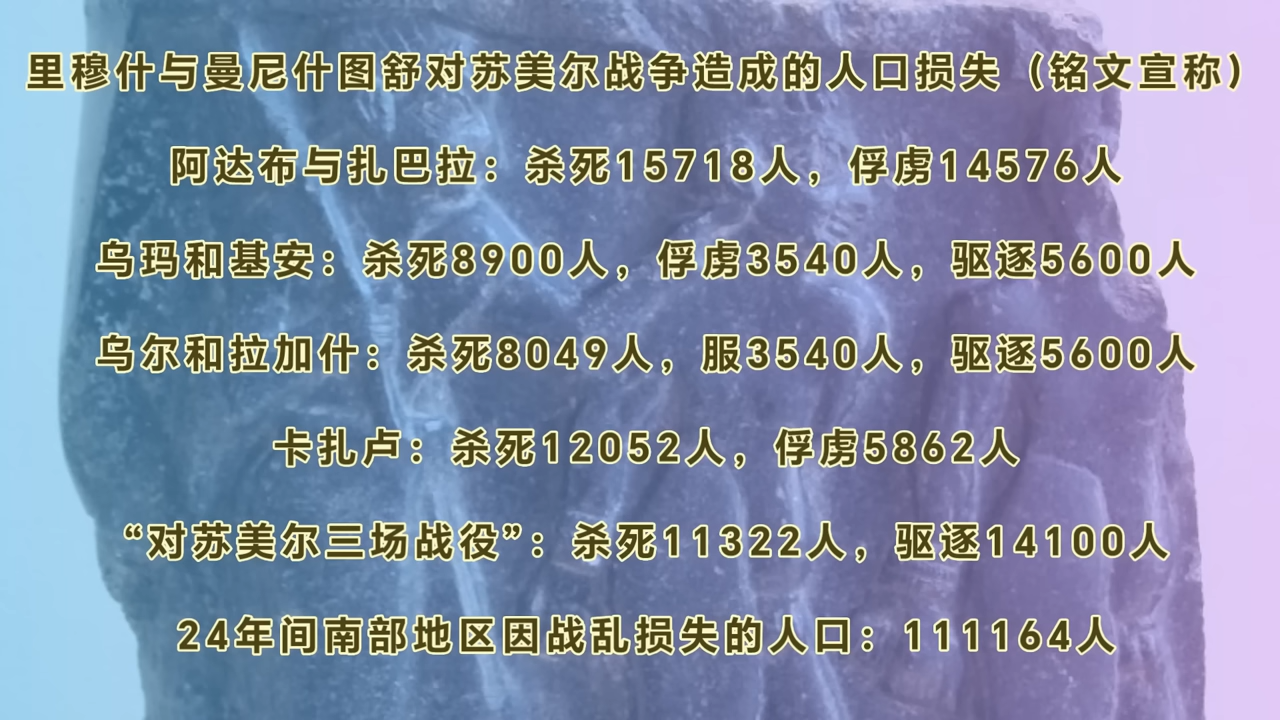 里穆什与曼尼什图舒对苏美尔战争造成的人口损失（铭文宣称）
阿达布与扎巴拉：杀死15718人，俘虏14576人
乌玛和基安：杀死8900人，俘虏3540人，驱逐5600人
乌尔和拉加什：杀死8049人，服3540人，驱逐5600人
卡扎卢：杀死12052人，俘虏5862人
“对苏美尔三场战役”：杀死11322人，驱逐14100人
24年间南部地区因战乱损失的人口：111164人